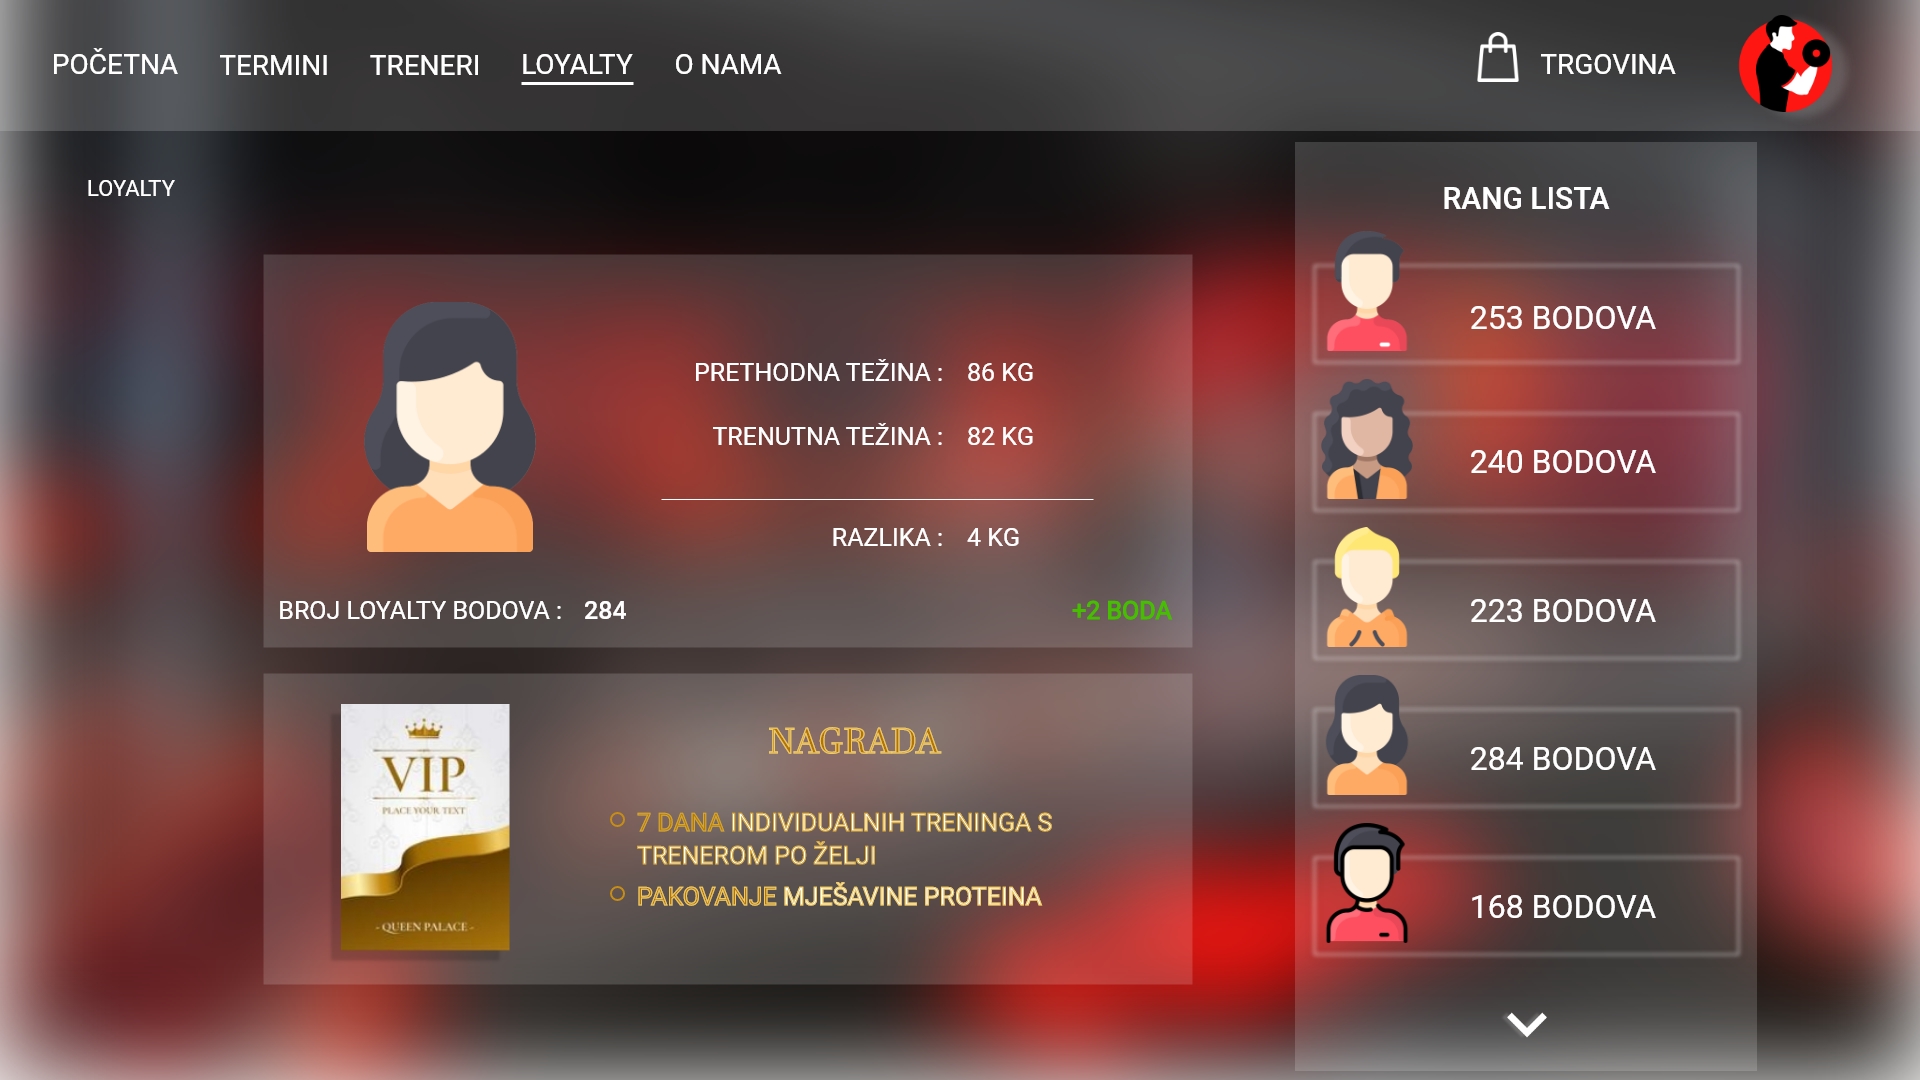 POČETNA
TERMINI
TRENERI
LOYALTY
O NAMA
TRGOVINA
LOYALTY
PRETHODNA TEŽINA : 86 KG
TRENUTNA TEŽINA : 82 KG
RAZLIKA : 4 KG
BROJ LOYALTY BODOVA : 284
+2 BODA
VIP
PLACE YOUR TEXT
- QUEEN PALACE -
NAGRADA
7 DANA INDIVIDUALNIH TRENINGA S
TRENEROM PO ŽELJI
PAKOVANJE MJEŠAVINE PROTEINA
RANG LISTA
253 BODOVA
240 BODOVA
223 BODOVA
284 BODOVA
168 BODOVA